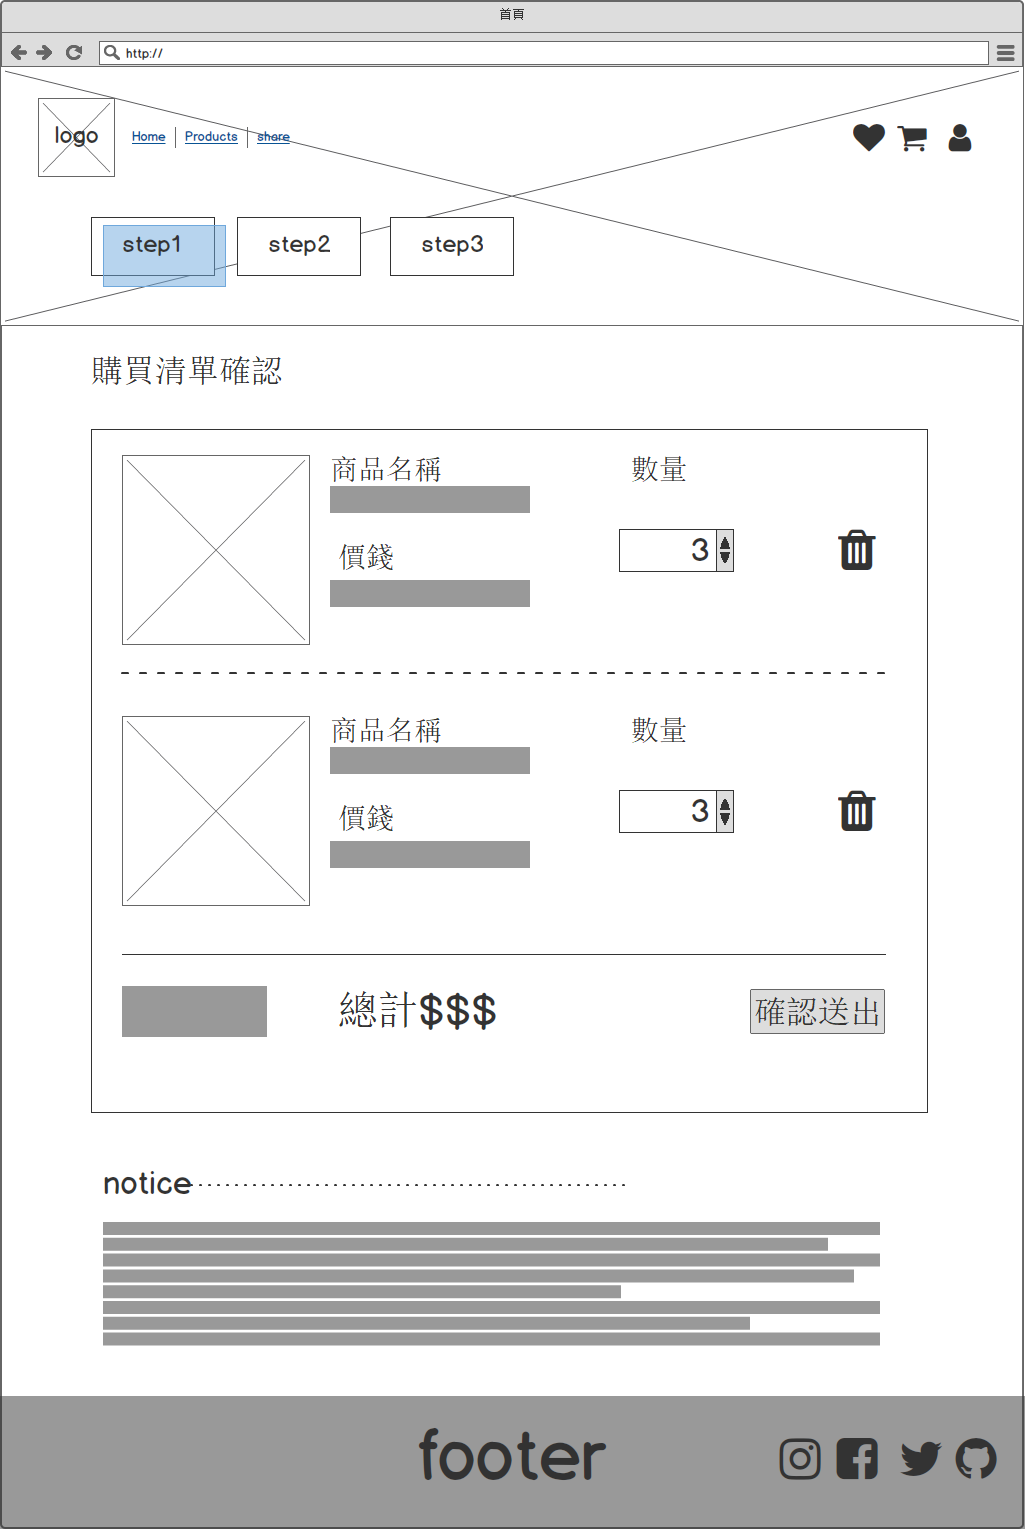 首頁
http://
logo
Home Products share
step1 step2 step3
購買清單確認
商品名稱 數量
價錢
3
商品名稱 數量
價錢
3
總計$$$ 確認送出
notice
footer